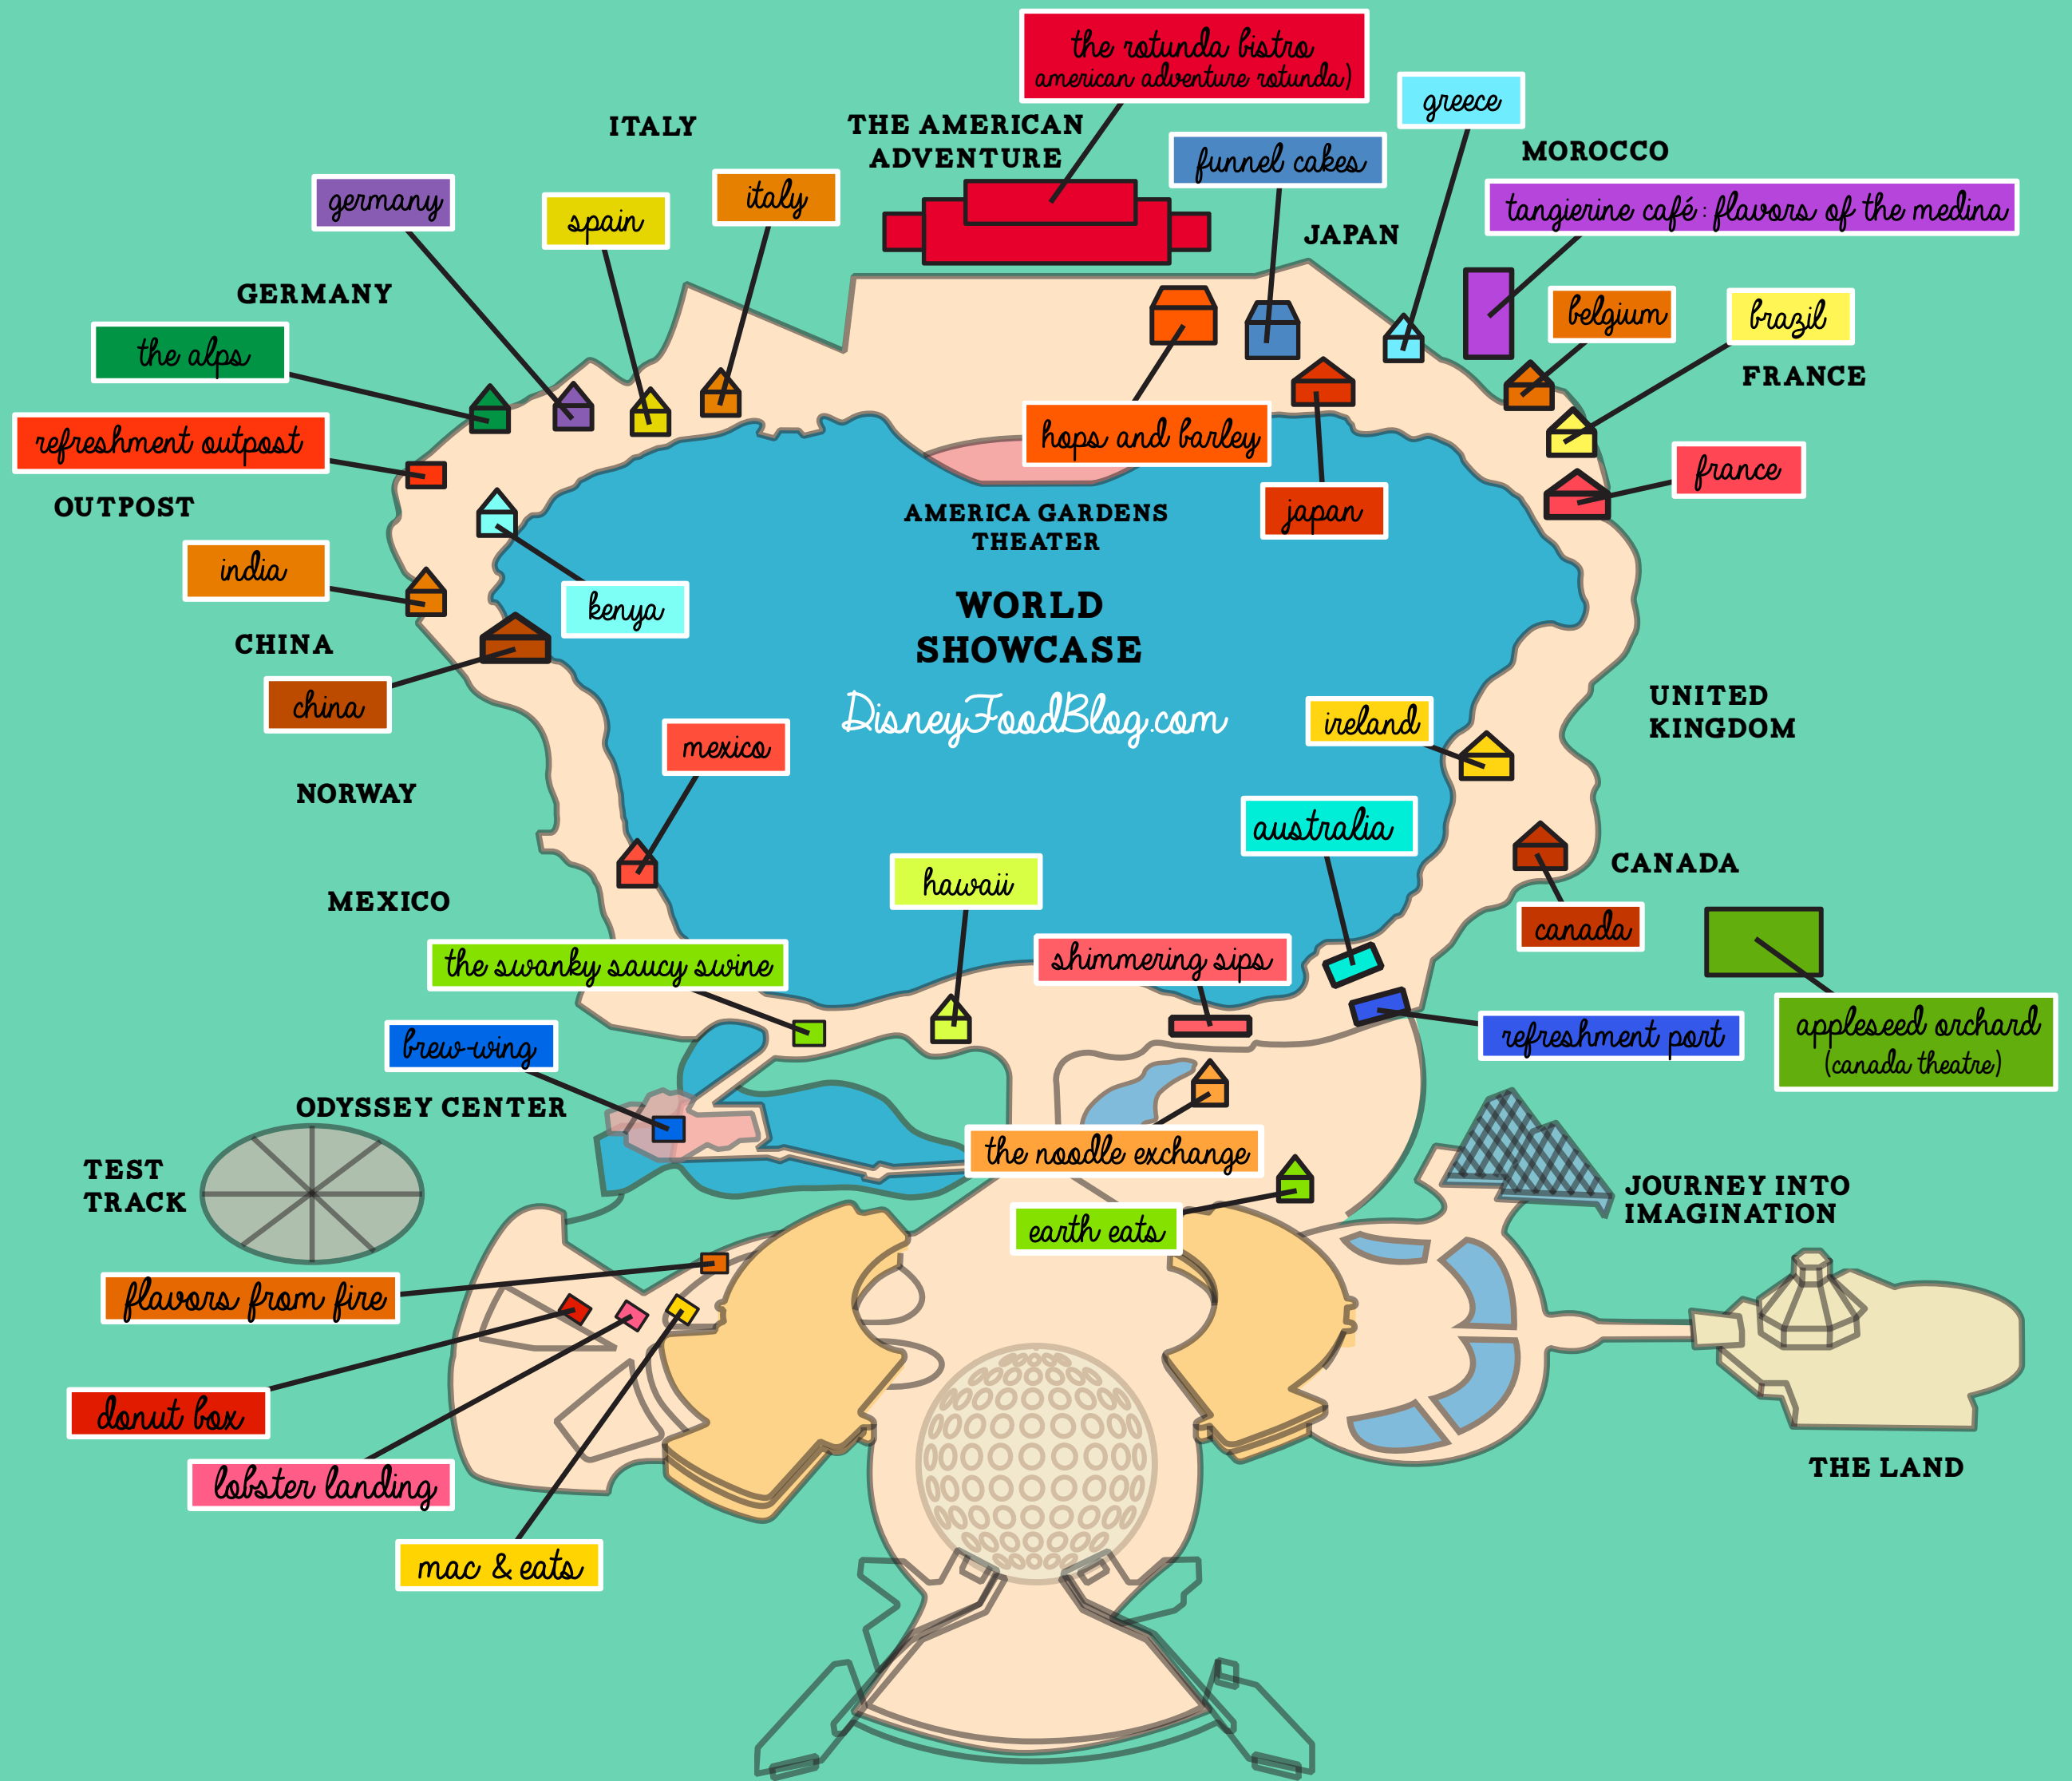 the rotunda bistro
american adventure rotunda)
greece
ITALY
THE AMERICAN
ADVENTURE
funnel cakes
MOROCCO
germany
spain
italy
JAPAN
tangierine café: flavors of the medina
GERMANY
belgium
brazil
the alps
FRANCE
refreshment outpost
hops and barley
france
OUTPOST
AMERICA GARDENS
THEATER
japan
india
kenya
WORLD
SHOWCASE
CHINA
china
DisneyFoodBlog.com
UNITED
KINGDOM
ireland
mexico
NORWAY
australia
CANADA
MEXICO
hawaii
canada
the swanky saucy swine
shimmering sips
brew-wing
refreshment port
appleseed orchard
(canada theatre)
ODYSSEY CENTER
the noodle exchange
TEST
TRACK
earth eats
JOURNEY INTO
IMAGINATION
flavors from fire
donut box
lobster landing
THE LAND
mac & eats